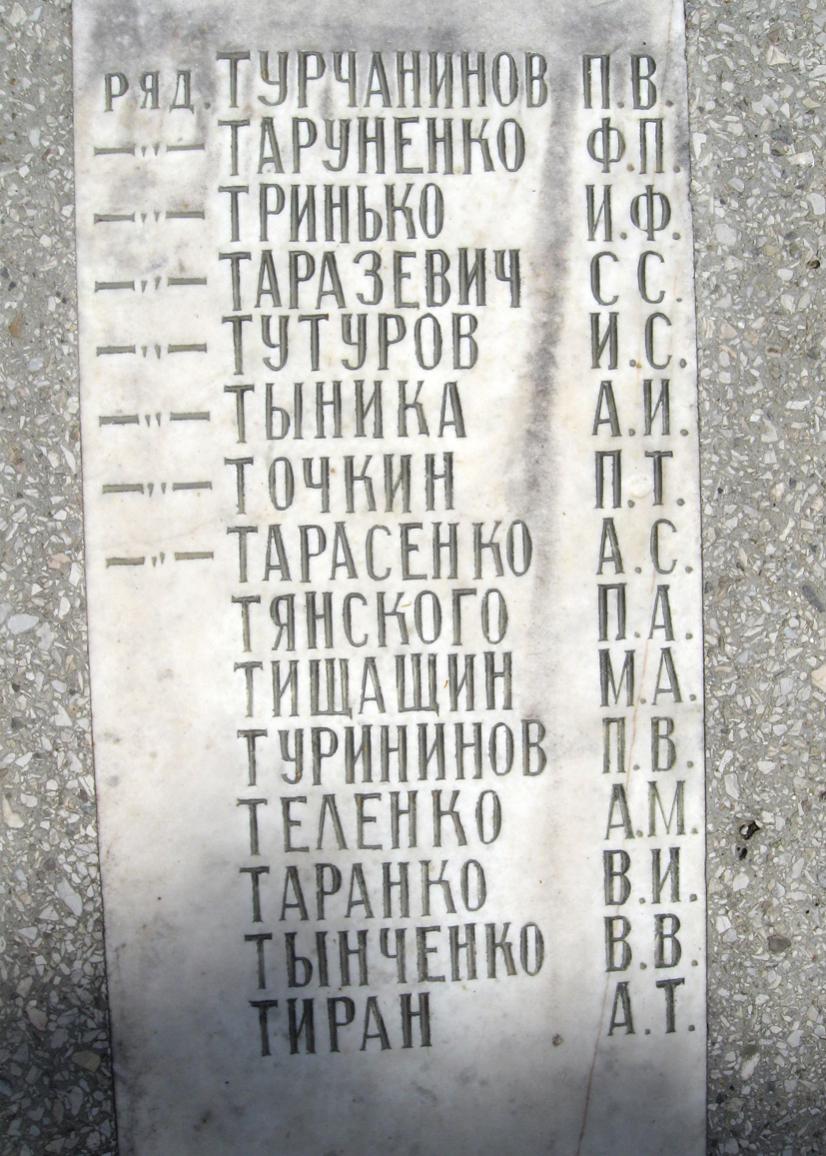 РЯД. ТУРЧАНИНОВ П.В.
—"— ТАРУНЕНКО Ф.П.
—"— ТРИНЬКО И.Ф.
—"— ТАРАЗЕВИЧ С С.
—"— ТУТУРОВ И.С.
—"— ТЫНИКА А.И.
—"— ТОЧКИН П.Т.
—"— ТАРАСЕНКО А.С.
ТЯНСКОГО П.А.
ТИЩАЩИН М.А.
ТУРИНИНОВ П.В.
ТЕЛЕНКО А.М.
ТАРАНКО В.И.
ТЫНЧЕНКО В.В.
ТИРАН А.Т.